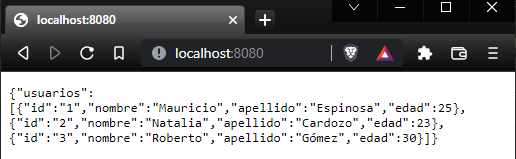 localhost:8080
localhost:8080
{"usuarios":
[{"id":"1","nombre":"Mauricio","apellido":"Espinosa","edad":25},
{"id":"2","nombre":"Natalia","apellido":"Cardozo","edad":23},
{"id":"3","nombre":"Roberto","apellido":"Gómez","edad":30}]}